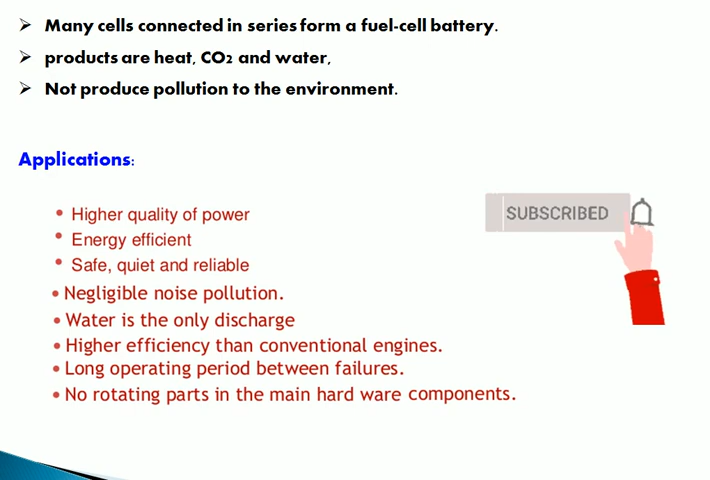 ➤ Many cells connected in series form a fuel-cell battery.
➤ products are heat, CO₂ and water,
➤ Not produce pollution to the environment.
Applications:
• Higher quality of power
• Energy efficient
• Safe, quiet and reliable
SUBSCRIBED
• Negligible noise pollution.
• Water is the only discharge
• Higher efficiency than conventional engines.
• Long operating period between failures.
• No rotating parts in the main hard ware components.